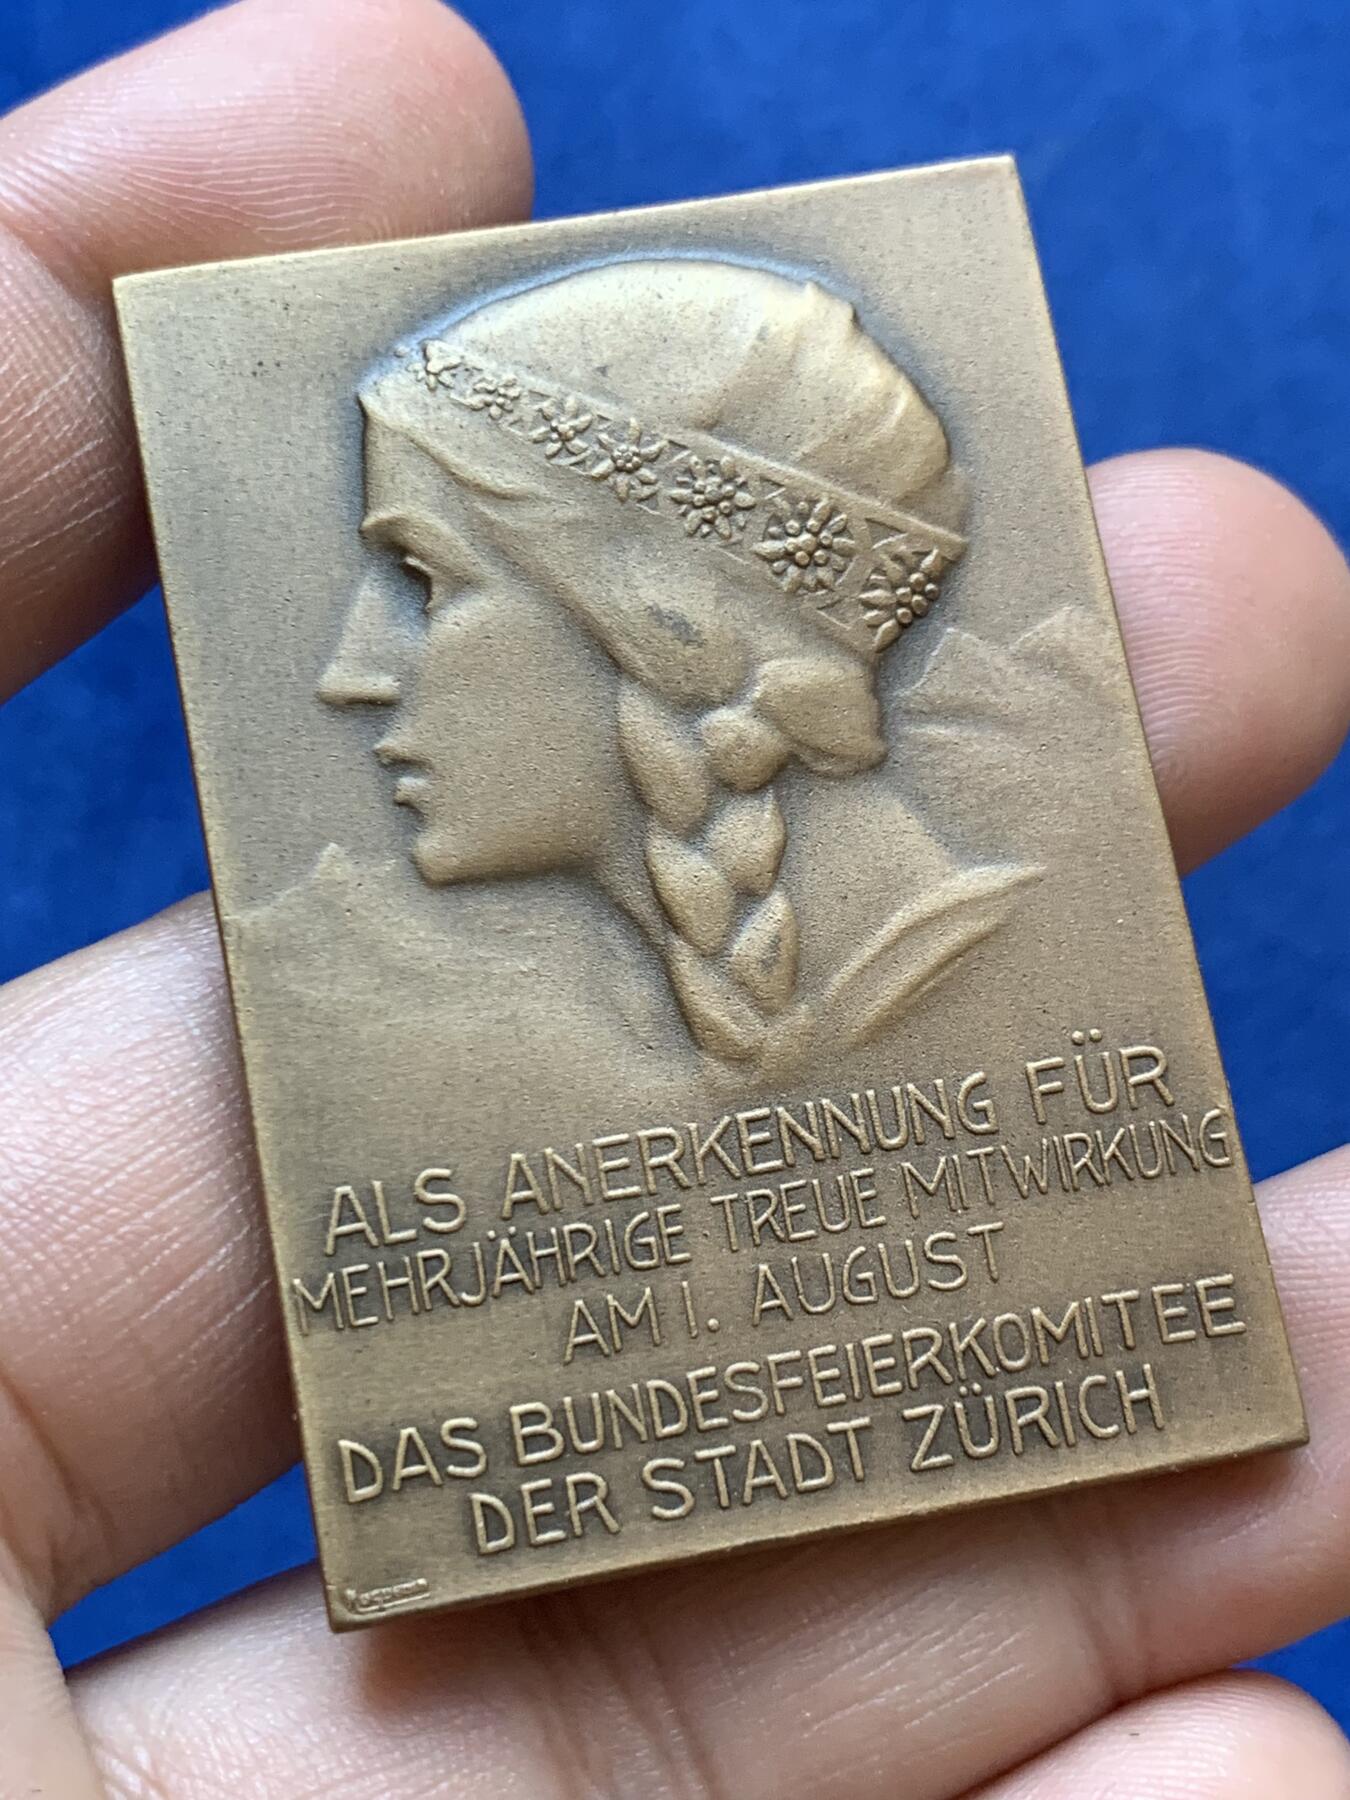 ALS ANERKENNUNG FÜR
MEHRJÄHRIGE TREUE MITWIRKUNG
AM 1. AUGUST
DAS BUNDESFEIERKOMITEE
DER STADT ZÜRICH